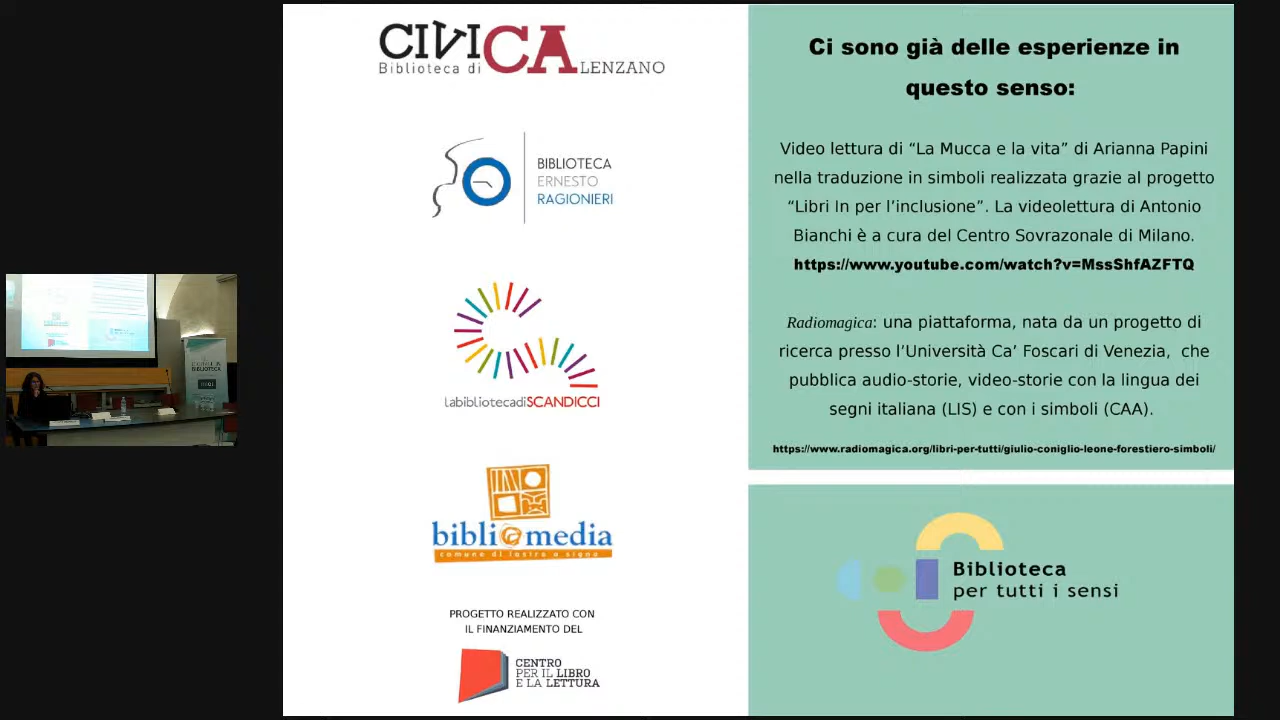 CIVICA
Biblioteca di CALENZANO
BIBLIOTECA
ERNESTO
RAGIONIERI
labibliotecadiSCANDICCI
bibli@media
comune di lastra a signa
PROGETTO REALIZZATO CON
IL FINANZIAMENTO DEL
CENTRO
PER IL LIBRO
E LA LETTURA
Ci sono già delle esperienze in
questo senso:
Video lettura di “La Mucca e la vita” di Arianna Papini
nella traduzione in simboli realizzata grazie al progetto
“Libri In per l’inclusione”. La videolettura di Antonio
Bianchi è a cura del Centro Sovrazonale di Milano.
https://www.youtube.com/watch?v=MssShfAZFTQ
Radiomagica: una piattaforma, nata da un progetto di
ricerca presso l’Università Ca’ Foscari di Venezia, che
pubblica audio-storie, video-storie con la lingua dei
segni italiana (LIS) e con i simboli (CAA).
https://www.radiomagica.org/libri-per-tutti/giulio-coniglio-leone-forestiero-simboli/
Biblioteca
per tutti i sensi